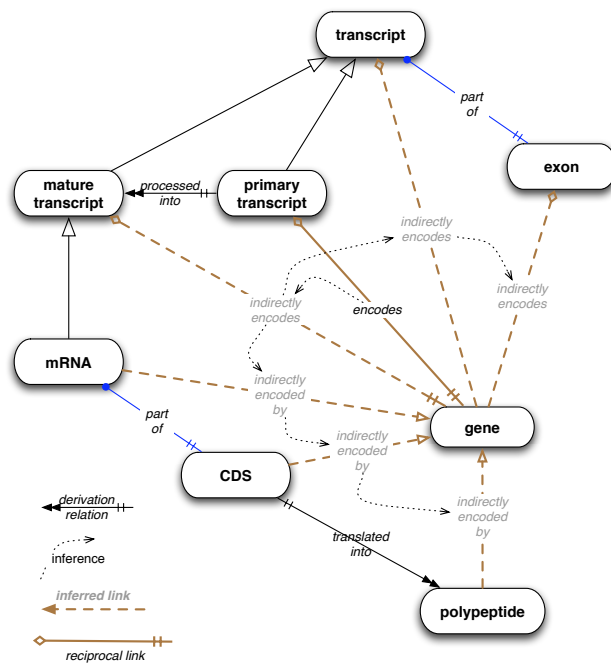 transcript
part
of
exon
mature
transcript
processed
into
primary
transcript
indirectly
encodes
indirectly
encodes
indirectly
encodes
encodes
mRNA
indirectly
encoded
by
part
of
gene
indirectly
encoded
by
CDS
indirectly
encoded by
derivation
relation
translated
into
inference
inferred link
polypeptide
reciprocal link